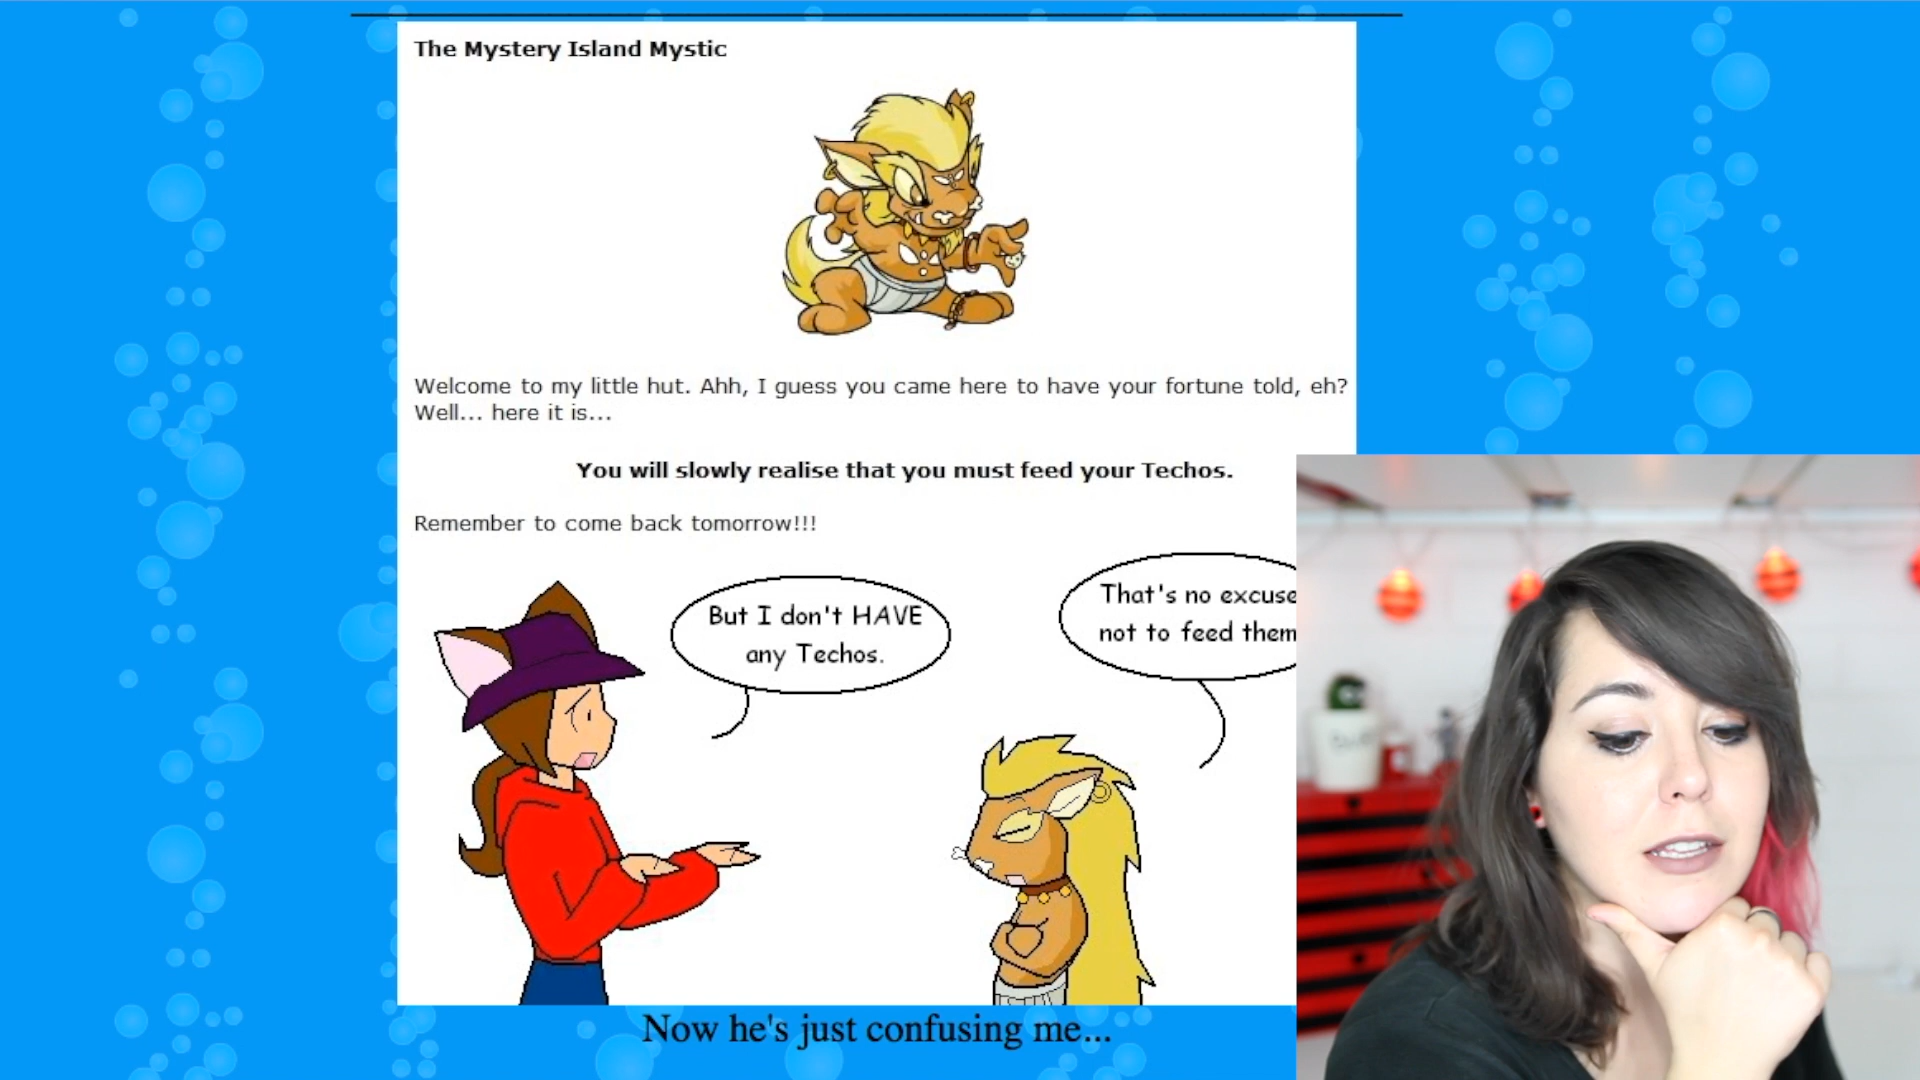 The Mystery Island Mystic
Welcome to my little hut. Ahh, I guess you came here to have your fortune told, eh?
Well... here it is...
You will slowly realise that you must feed your Techos.
Remember to come back tomorrow!!!
But I don't HAVE
any Techos.
That's no excuse
not to feed them
Now he's just confusing me...